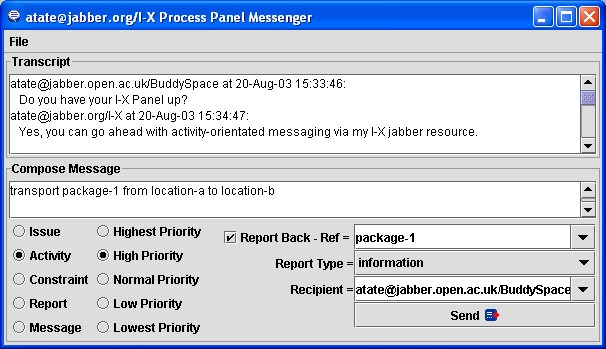 atate@jabber.org/I-X Process Panel Messenger
File
Transcript
atate@jabber.open.ac.uk/BuddySpace at 20-Aug-03 15:33:46:
Do you have your I-X Panel up?
atate@jabber.org/I-X at 20-Aug-03 15:34:47:
Yes, you can go ahead with activity-orientated messaging via my I-X jabber resource.
Compose Message
transport package-1 from location-a to location-b
Issue Highest Priority Report Back - Ref = package-1
Activity High Priority Report Type = information
Constraint Normal Priority Recipient = atate@jabber.open.ac.uk/BuddySpace
Report Low Priority Send
Message Lowest Priority